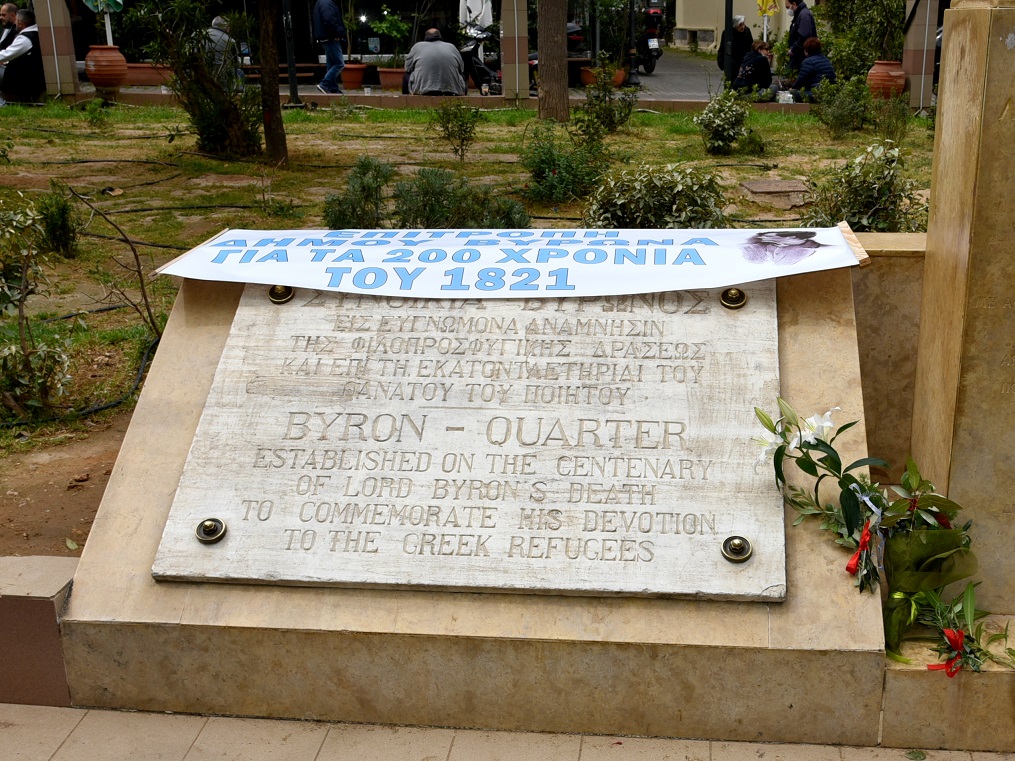 ΕΠΙΤΡΟΠΗ
ΔΗΜΟΥ ΒΥΡΩΝΑ
ΓΙΑ ΤΑ 200 ΧΡΟΝΙΑ
ΤΟΥ 1821
ΣΥΝΟΙΚΙΑ ΒΥΡΩΝΟΣ
ΕΙΣ ΕΥΓΝΩΜΟΝΑ ΑΝΑΜΝΗΣΙΝ
ΤΗΣ ΦΙΛΟΠΡΟΣΦΥΓΙΚΗΣ ΔΡΑΣΕΩΣ
ΚΑΙ ΕΠΙ ΤΗ ΕΚΑΤΟΝΤΑΕΤΗΡΙΔΙ ΤΟΥ
ΘΑΝΑΤΟΥ ΤΟΥ ΠΟΙΗΤΟΥ
BYRON – QUARTER
ESTABLISHED ON THE CENTENARY
OF LORD BYRON'S DEATH
TO COMMEMORATE HIS DEVOTION
TO THE GREEK REFUGEES